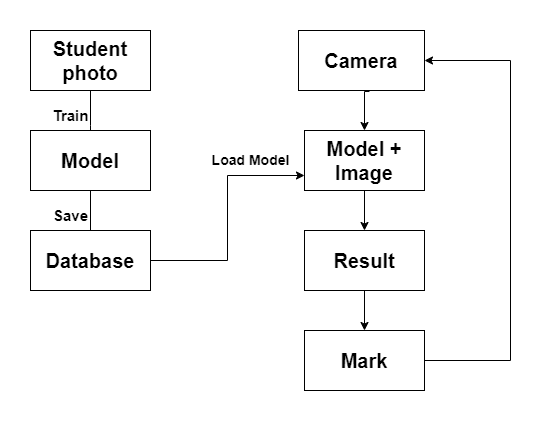 Student
photo
Train
Model
Save
Database
Load Model
Camera
Model +
Image
Result
Mark